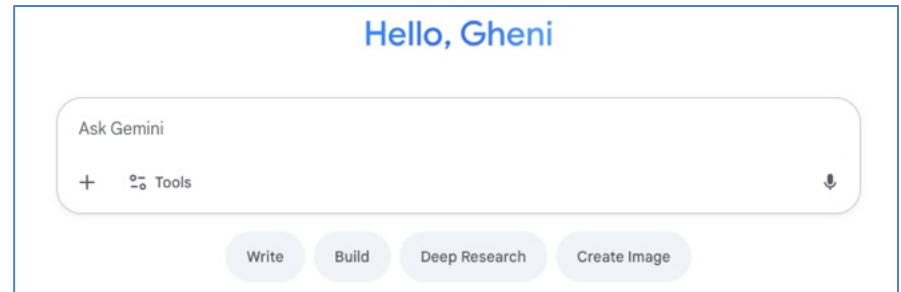 Hello, Gheni
Ask Gemini
Tools
Write Build Deep Research Create Image